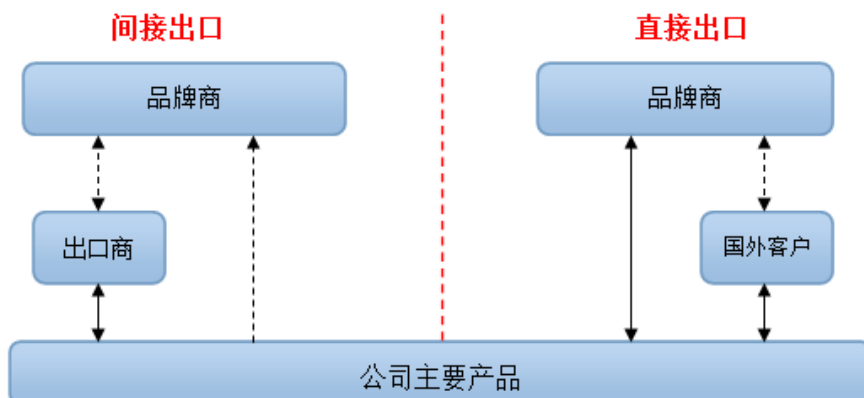 间接出口
直接出口
品牌商
品牌商
出口商
国外客户
公司主要产品